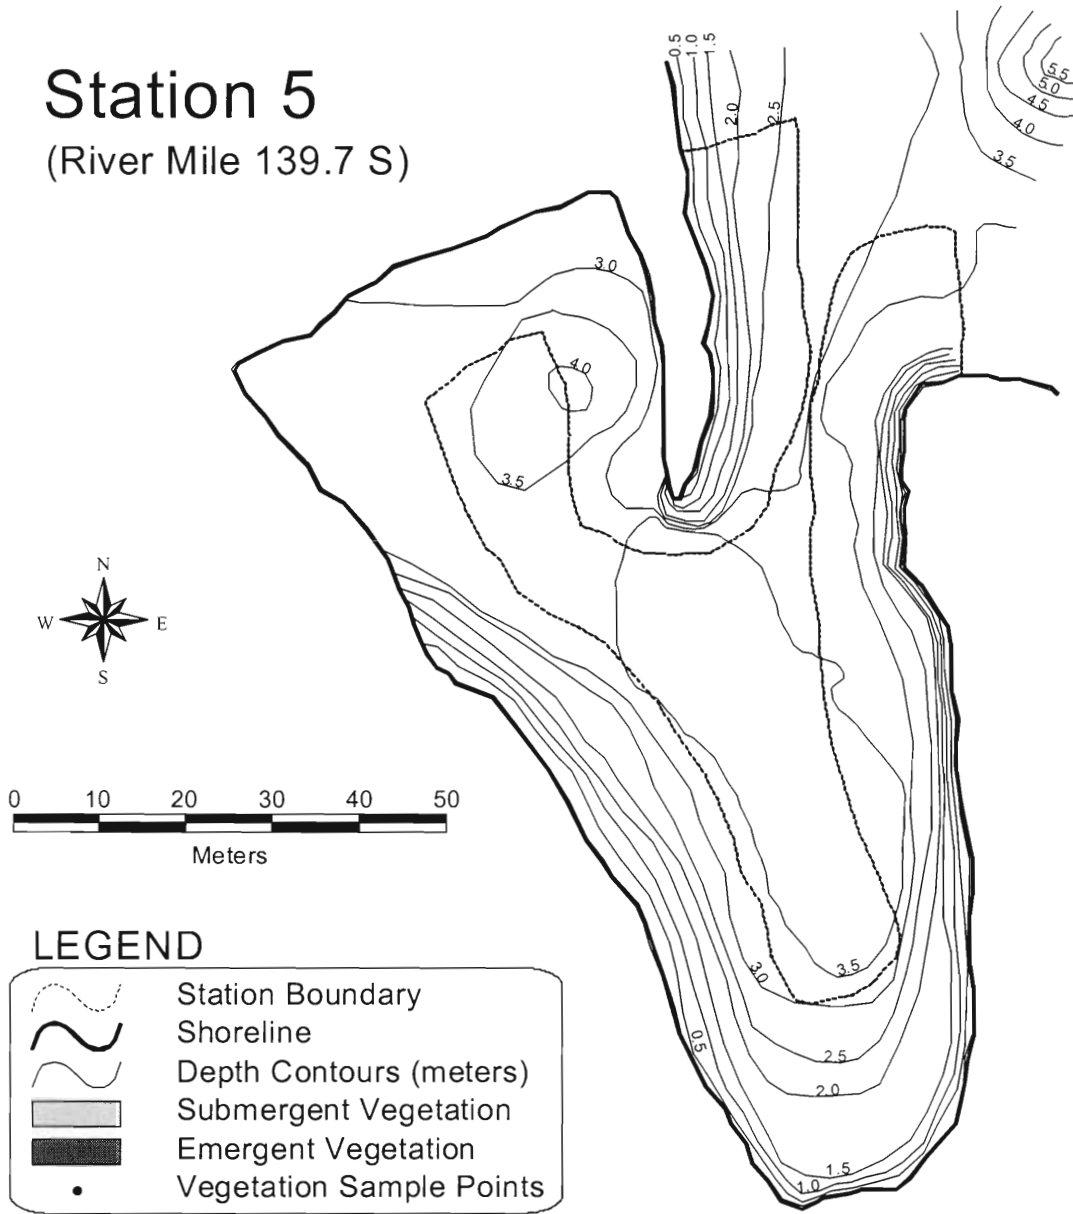 Station 5
(River Mile 139.7 S)
0.5
1.0
1.5
2.0
2.5
5.5
5.0
4.5
4.0
3.5
3.0
4.0
3.5
N
W E
S
0 10 20 30 40 50
Meters
3.0
3.5
2.5
2.0
0.5
1.5
1.0
LEGEND
Station Boundary
Shoreline
Depth Contours (meters)
Submergent Vegetation
Emergent Vegetation
Vegetation Sample Points